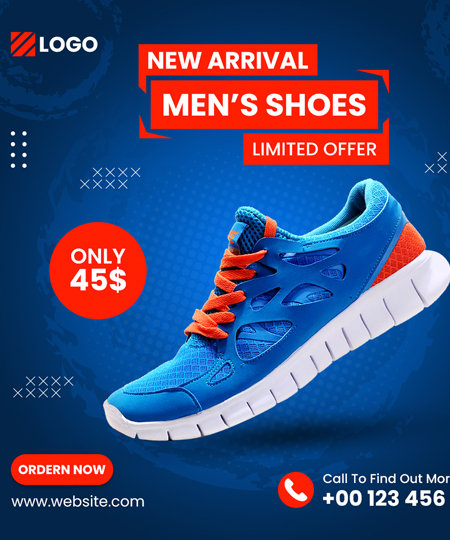 LOGO
NEW ARRIVAL
MEN’S SHOES
LIMITED OFFER
ONLY
45$
ORDERN NOW
www.website.com
Call To Find Out Mor
+00 123 456